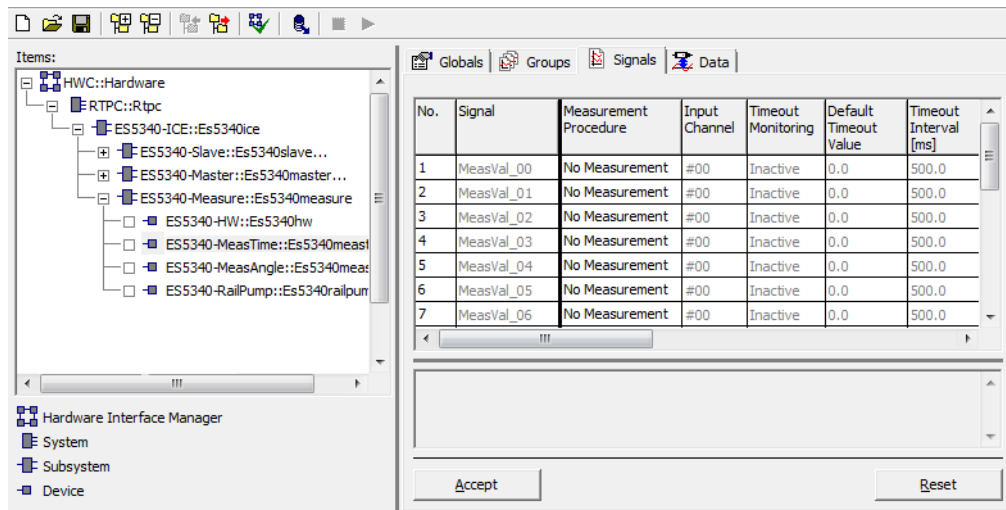 Items:
HWC::Hardware
RTPC::Rtpc
ES5340-ICE::Es5340ice
ES5340-Slave::Es5340slave...
ES5340-Master::Es5340master...
ES5340-Measure::Es5340measure
ES5340-HW::Es5340hw
ES5340-MeasTime::Es5340meast
ES5340-MeasAngle::Es5340meas
ES5340-RailPump::Es5340railpum
Hardware Interface Manager
System
Subsystem
Device
Globals Groups Signals Data
No. Signal Measurement Procedure Input Channel Timeout Monitoring Default Timeout Value Timeout Interval [ms]
1 MeasVal_00 No Measurement #00 Inactive 0.0 500.0
2 MeasVal_01 No Measurement #00 Inactive 0.0 500.0
3 MeasVal_02 No Measurement #00 Inactive 0.0 500.0
4 MeasVal_03 No Measurement #00 Inactive 0.0 500.0
5 MeasVal_04 No Measurement #00 Inactive 0.0 500.0
6 MeasVal_05 No Measurement #00 Inactive 0.0 500.0
7 MeasVal_06 No Measurement #00 Inactive 0.0 500.0
Accept Reset